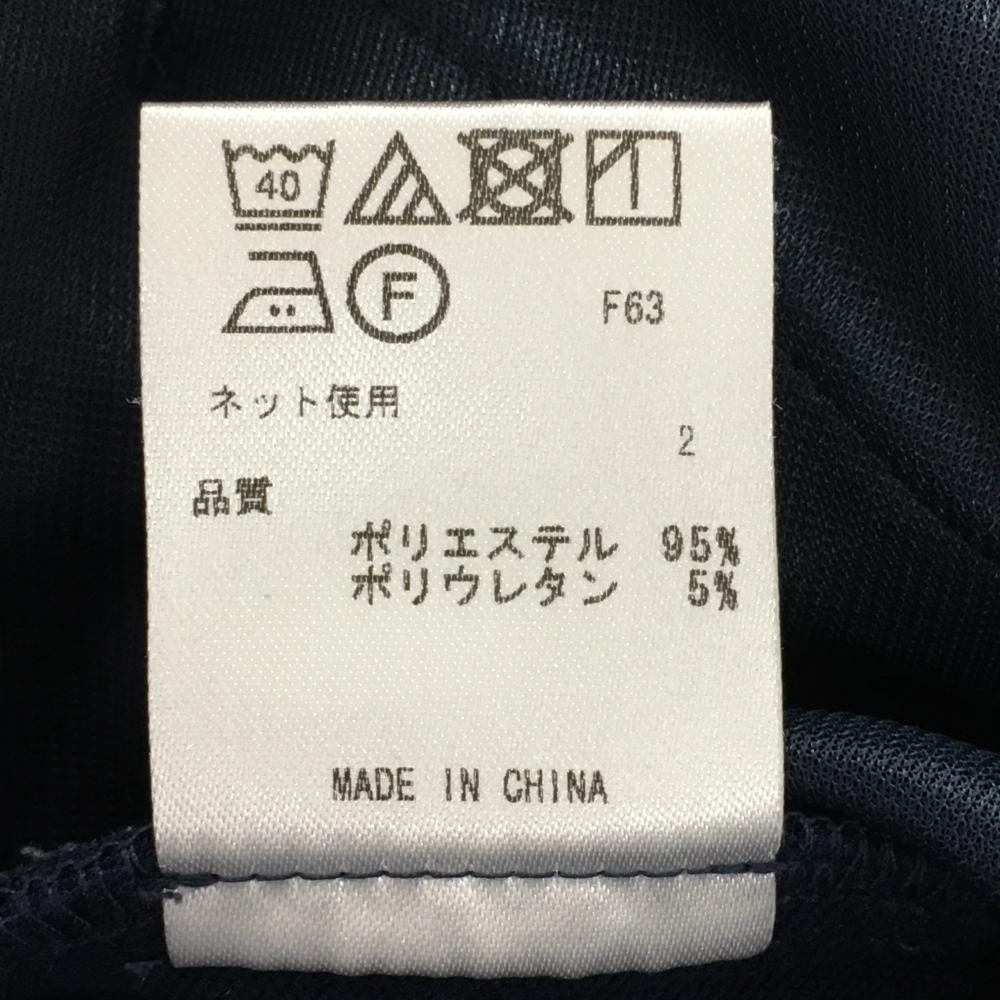 40
F F63
ネット使用
2
品質
ポリエステル 95%
ポリウレタン 5%
MADE IN CHINA